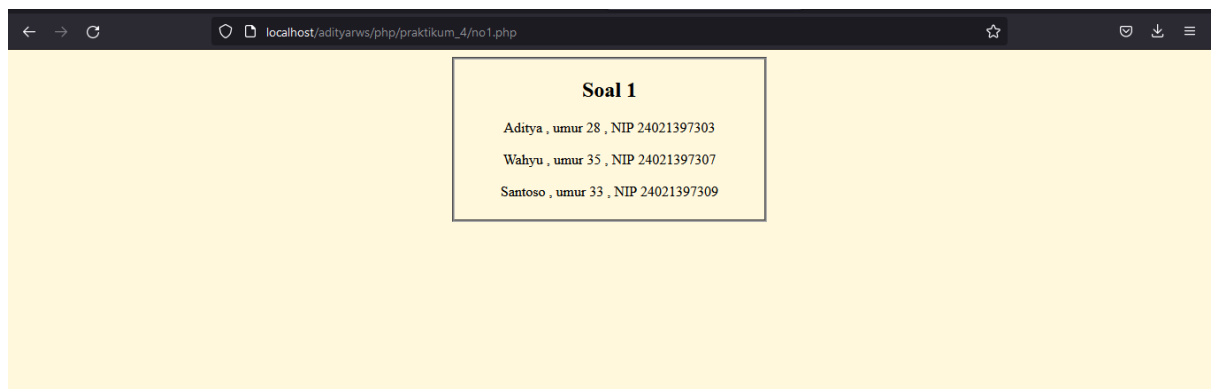 localhost/adityarws/php/praktikum_4/no1.php
Soal 1
Aditya , umur 28 , NIP 24021397303
Wahyu , umur 35 , NIP 24021397307
Santoso , umur 33 , NIP 24021397309